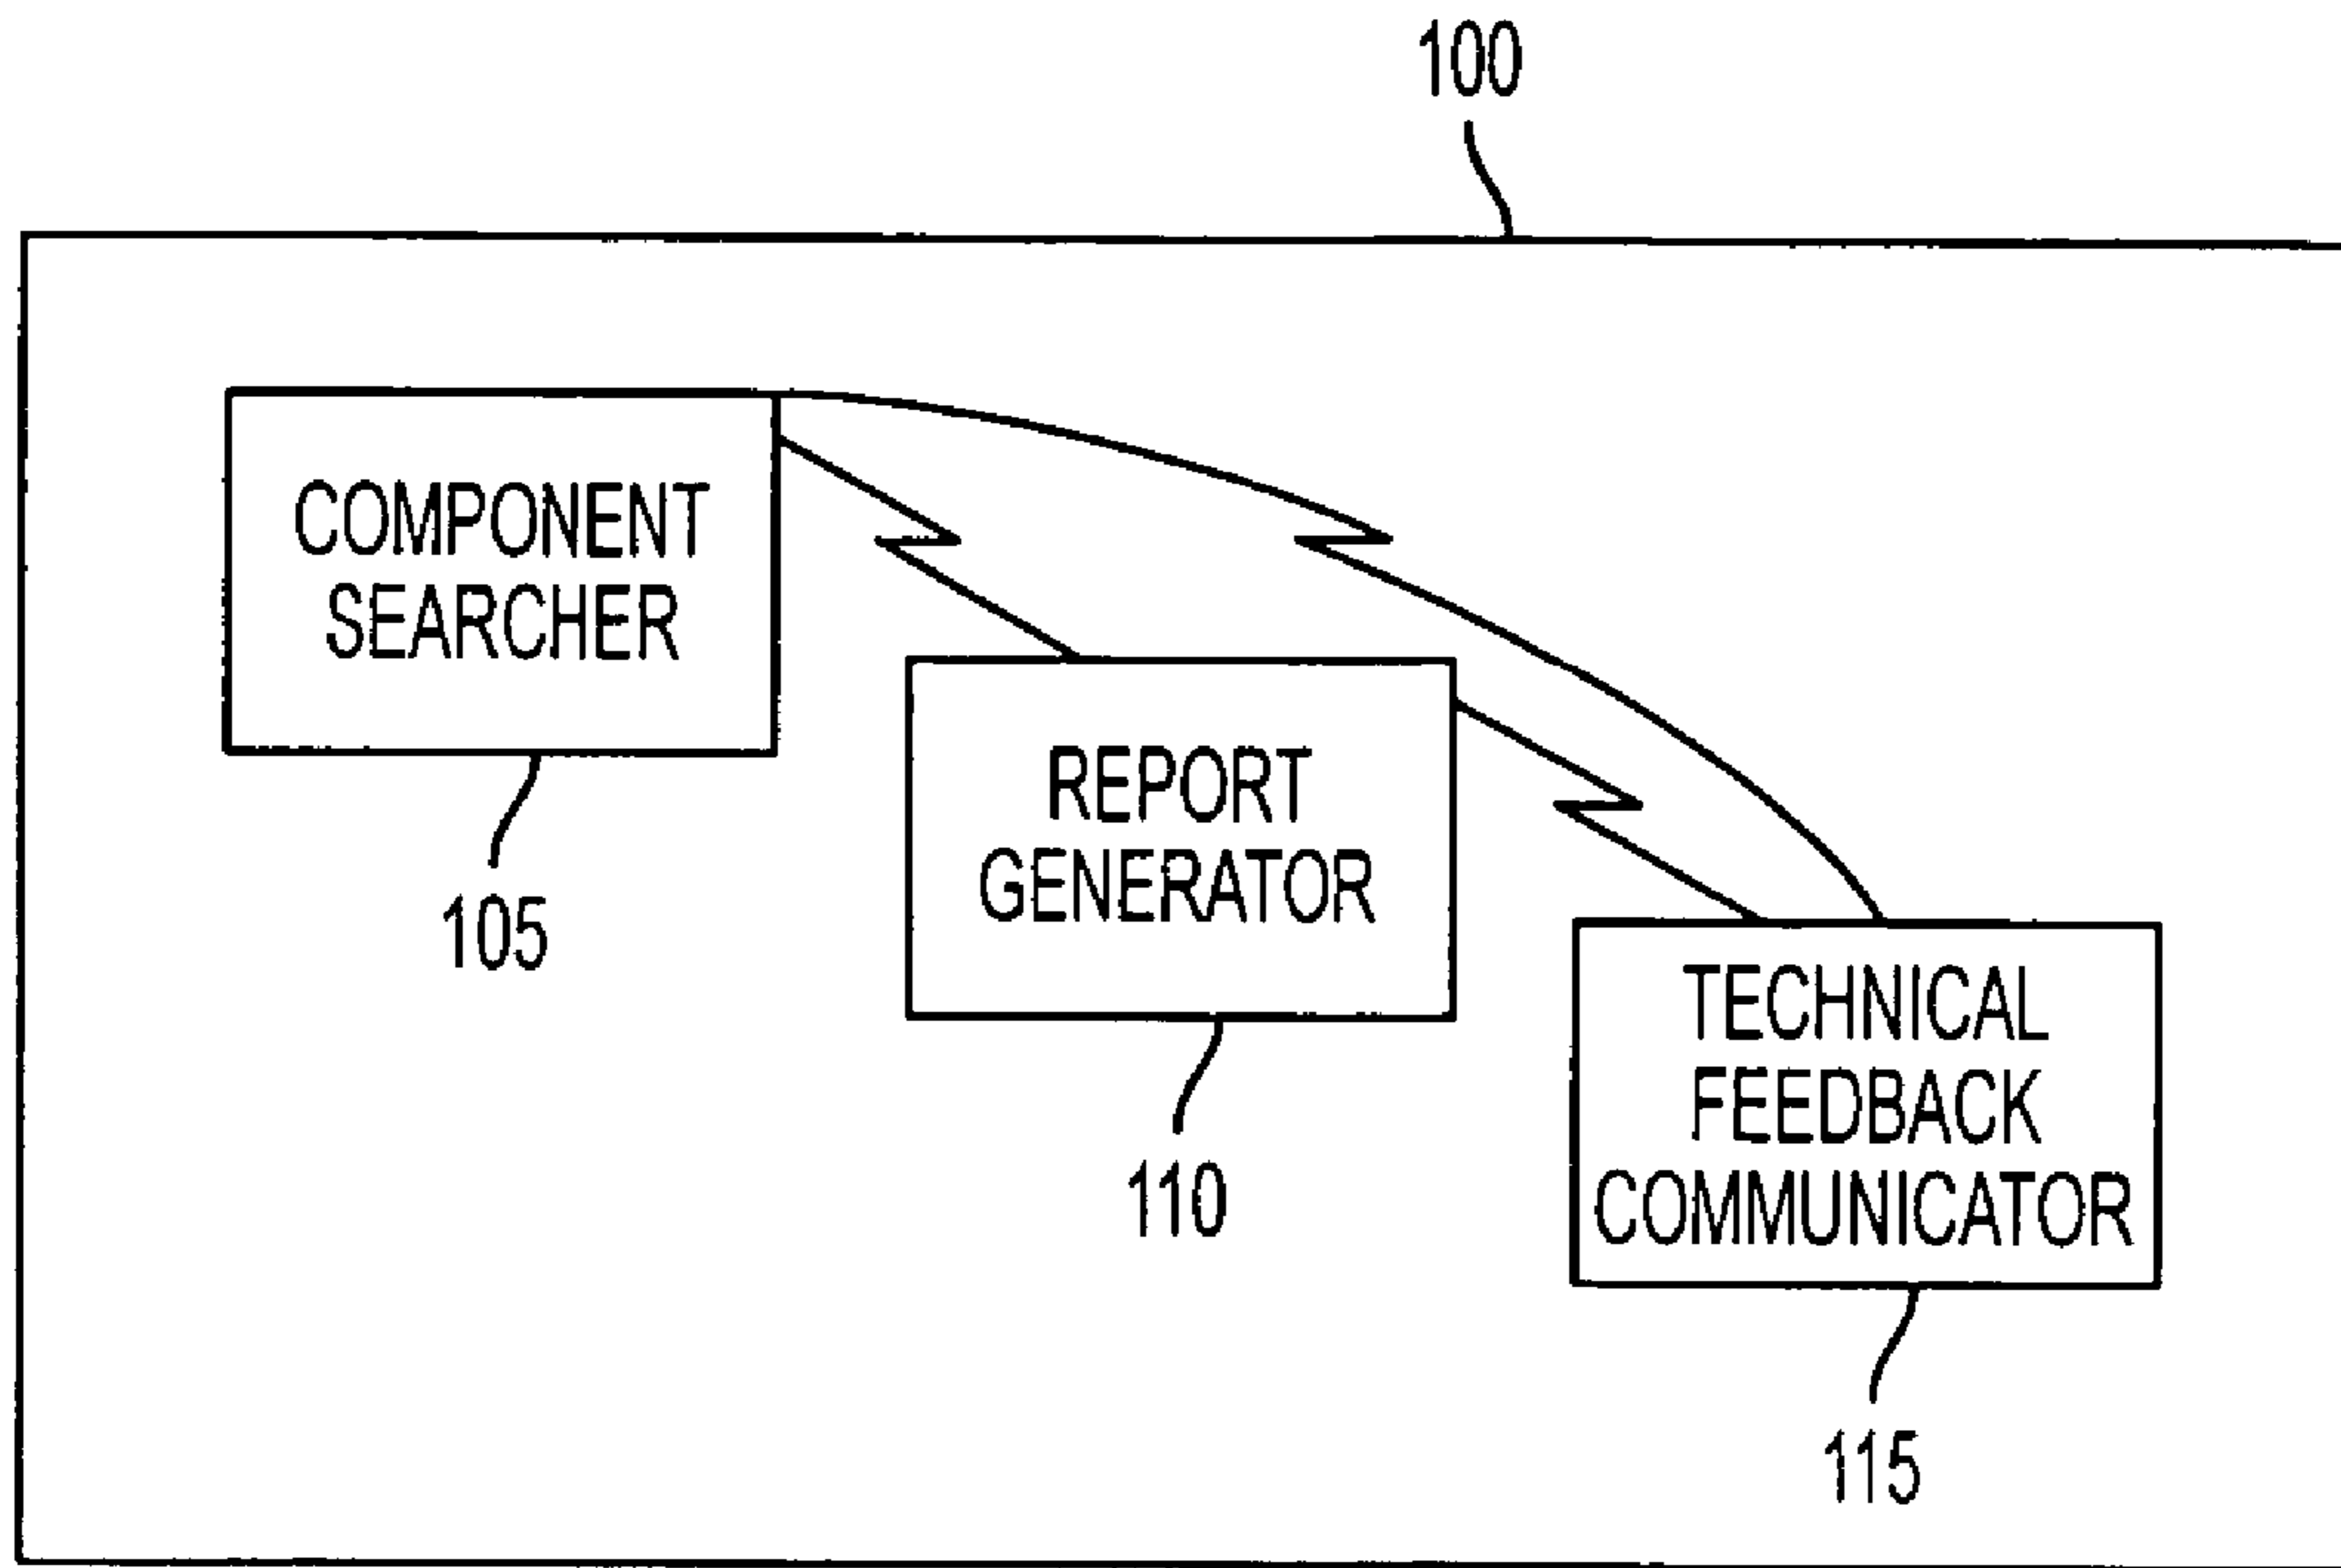 100
COMPONENT
SEARCHER
105
REPORT
GENERATOR
110
TECHNICAL
FEEDBACK
COMMUNICATOR
115